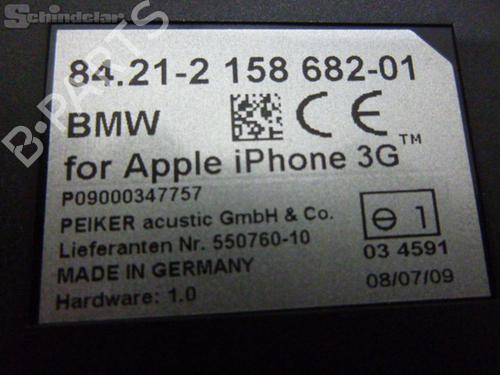 Schindelar
B-PARTS
84.21-2 158 682-01
BMW
CE
for Apple iPhone 3G™
P09000347757
PEIKER acustic GmbH & Co.
Lieferanten Nr. 550760-10
MADE IN GERMANY
Hardware: 1.0
1
03 4591
08/07/09